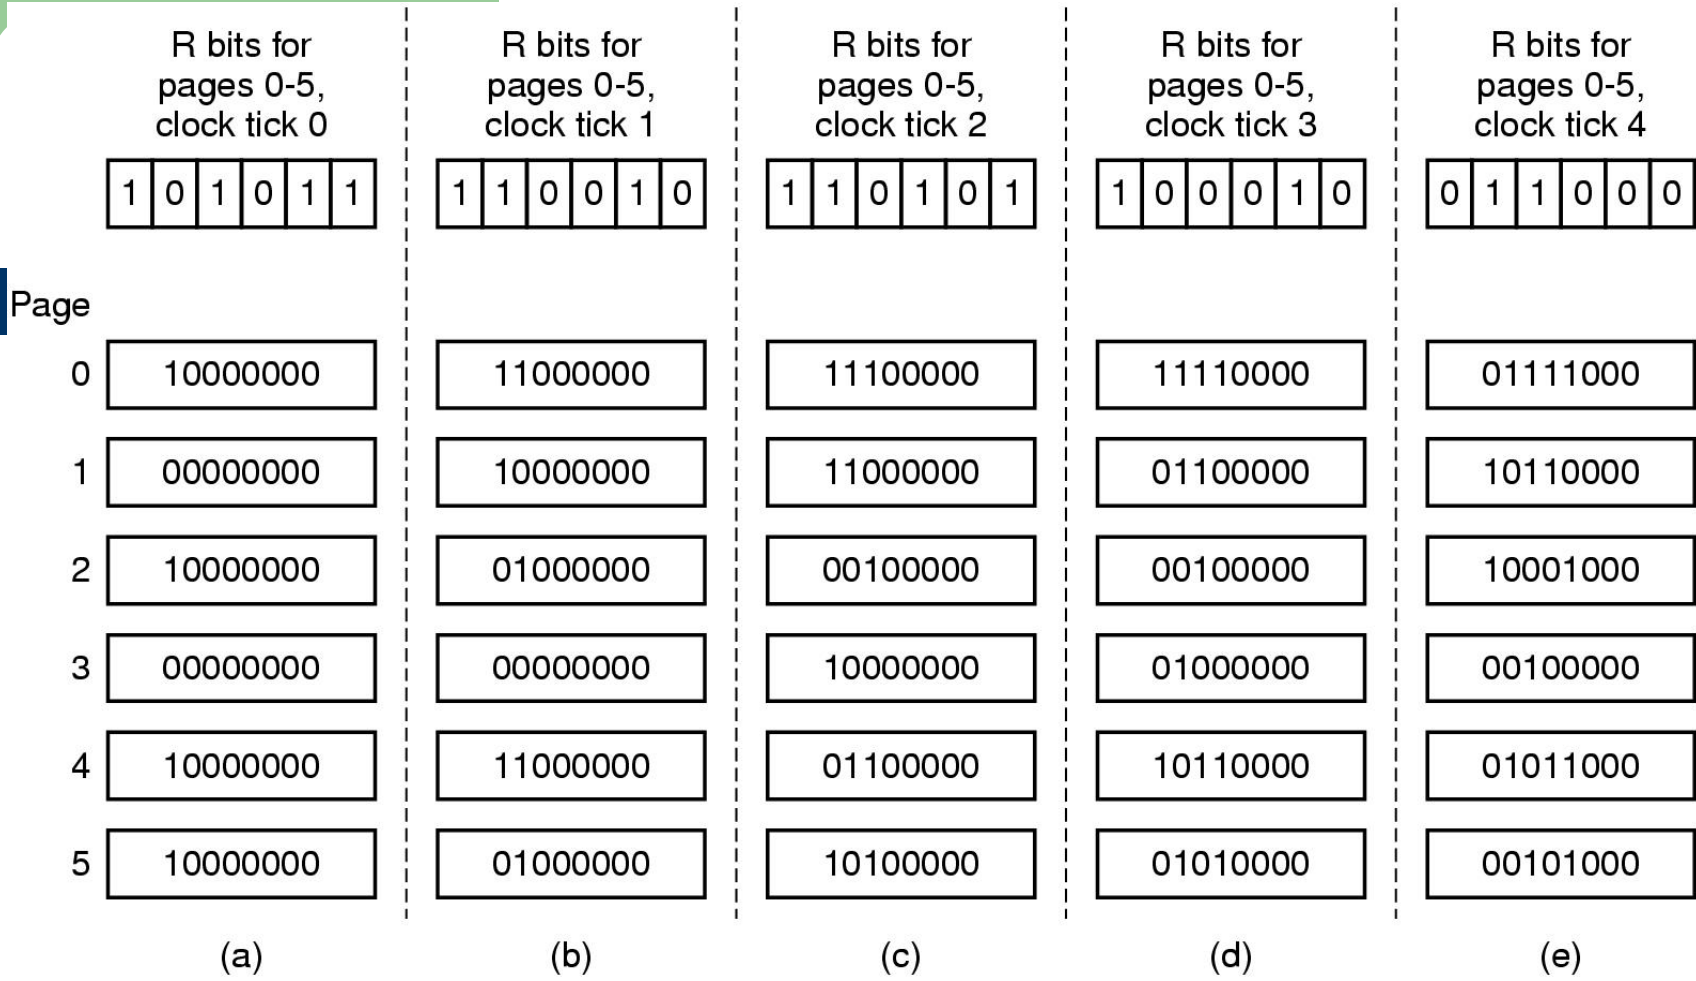 R bits for pages 0-5, clock tick 0
R bits for pages 0-5, clock tick 1
R bits for pages 0-5, clock tick 2
R bits for pages 0-5, clock tick 3
R bits for pages 0-5, clock tick 4
1 0 1 0 1 1
1 1 0 0 1 0
1 1 0 1 0 1
1 0 0 0 1 0
0 1 1 0 0 0
Page
0 10000000 11000000 11100000 11110000 01111000
1 00000000 10000000 11000000 01100000 10110000
2 10000000 01000000 00100000 00100000 10001000
3 00000000 00000000 10000000 01000000 00100000
4 10000000 11000000 01100000 10110000 01011000
5 10000000 01000000 10100000 01010000 00101000
(a) (b) (c) (d) (e)